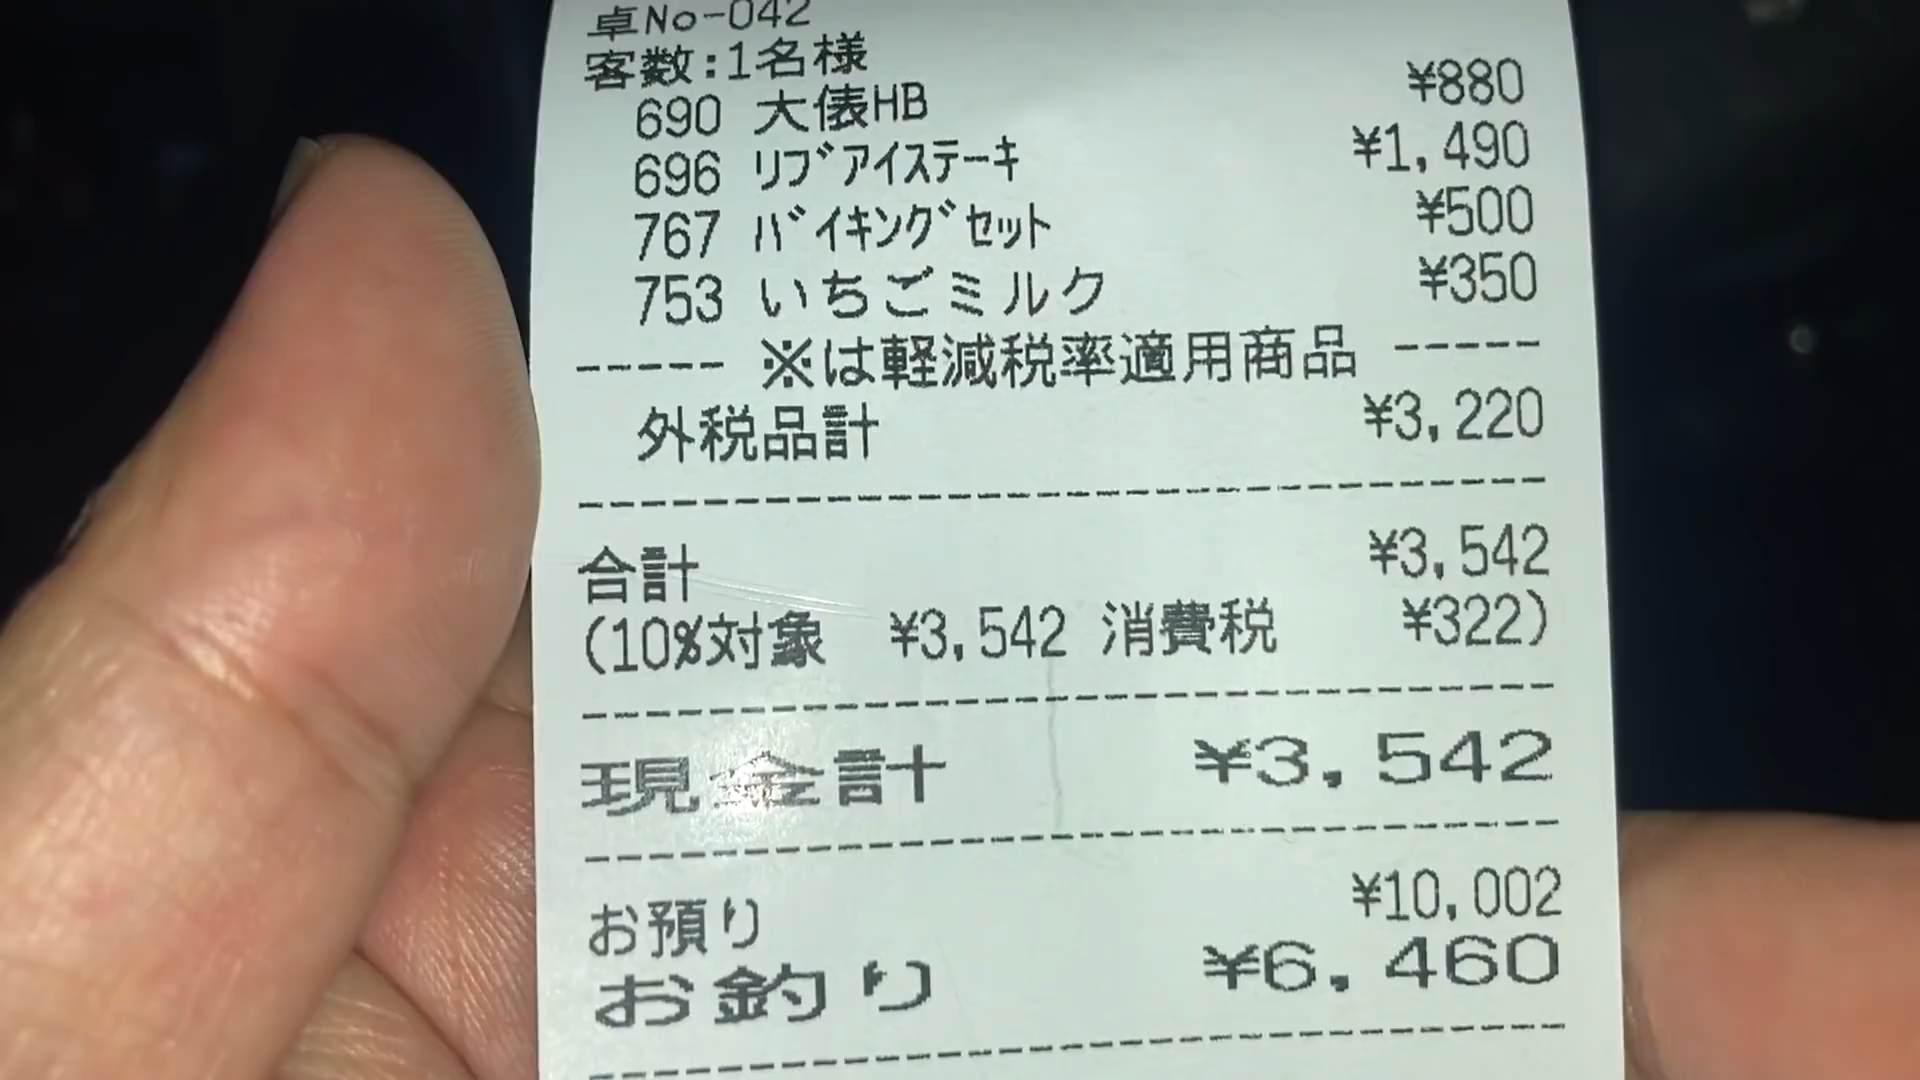 卓No-042
客数:1名様
690 大俵HB ¥880
696 リブアイステーキ ¥1,490
767 バイキングセット ¥500
753 いちごミルク ¥350
----- ※は軽減税率適用商品 -----
外税品計 ¥3,220
合計 ¥3,542
(10%対象 ¥3,542 消費税 ¥322)
現金計 ¥3,542
お預り ¥10,002
お釣り ¥6,460